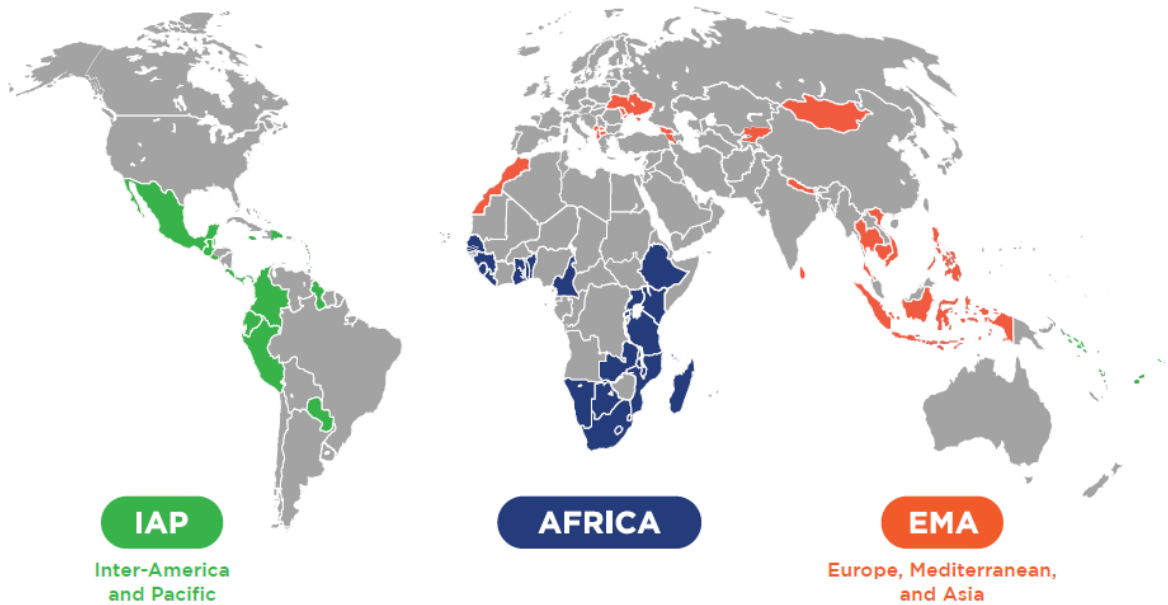 IAP
Inter-America
and Pacific
AFRICA
EMA
Europe, Mediterranean,
and Asia